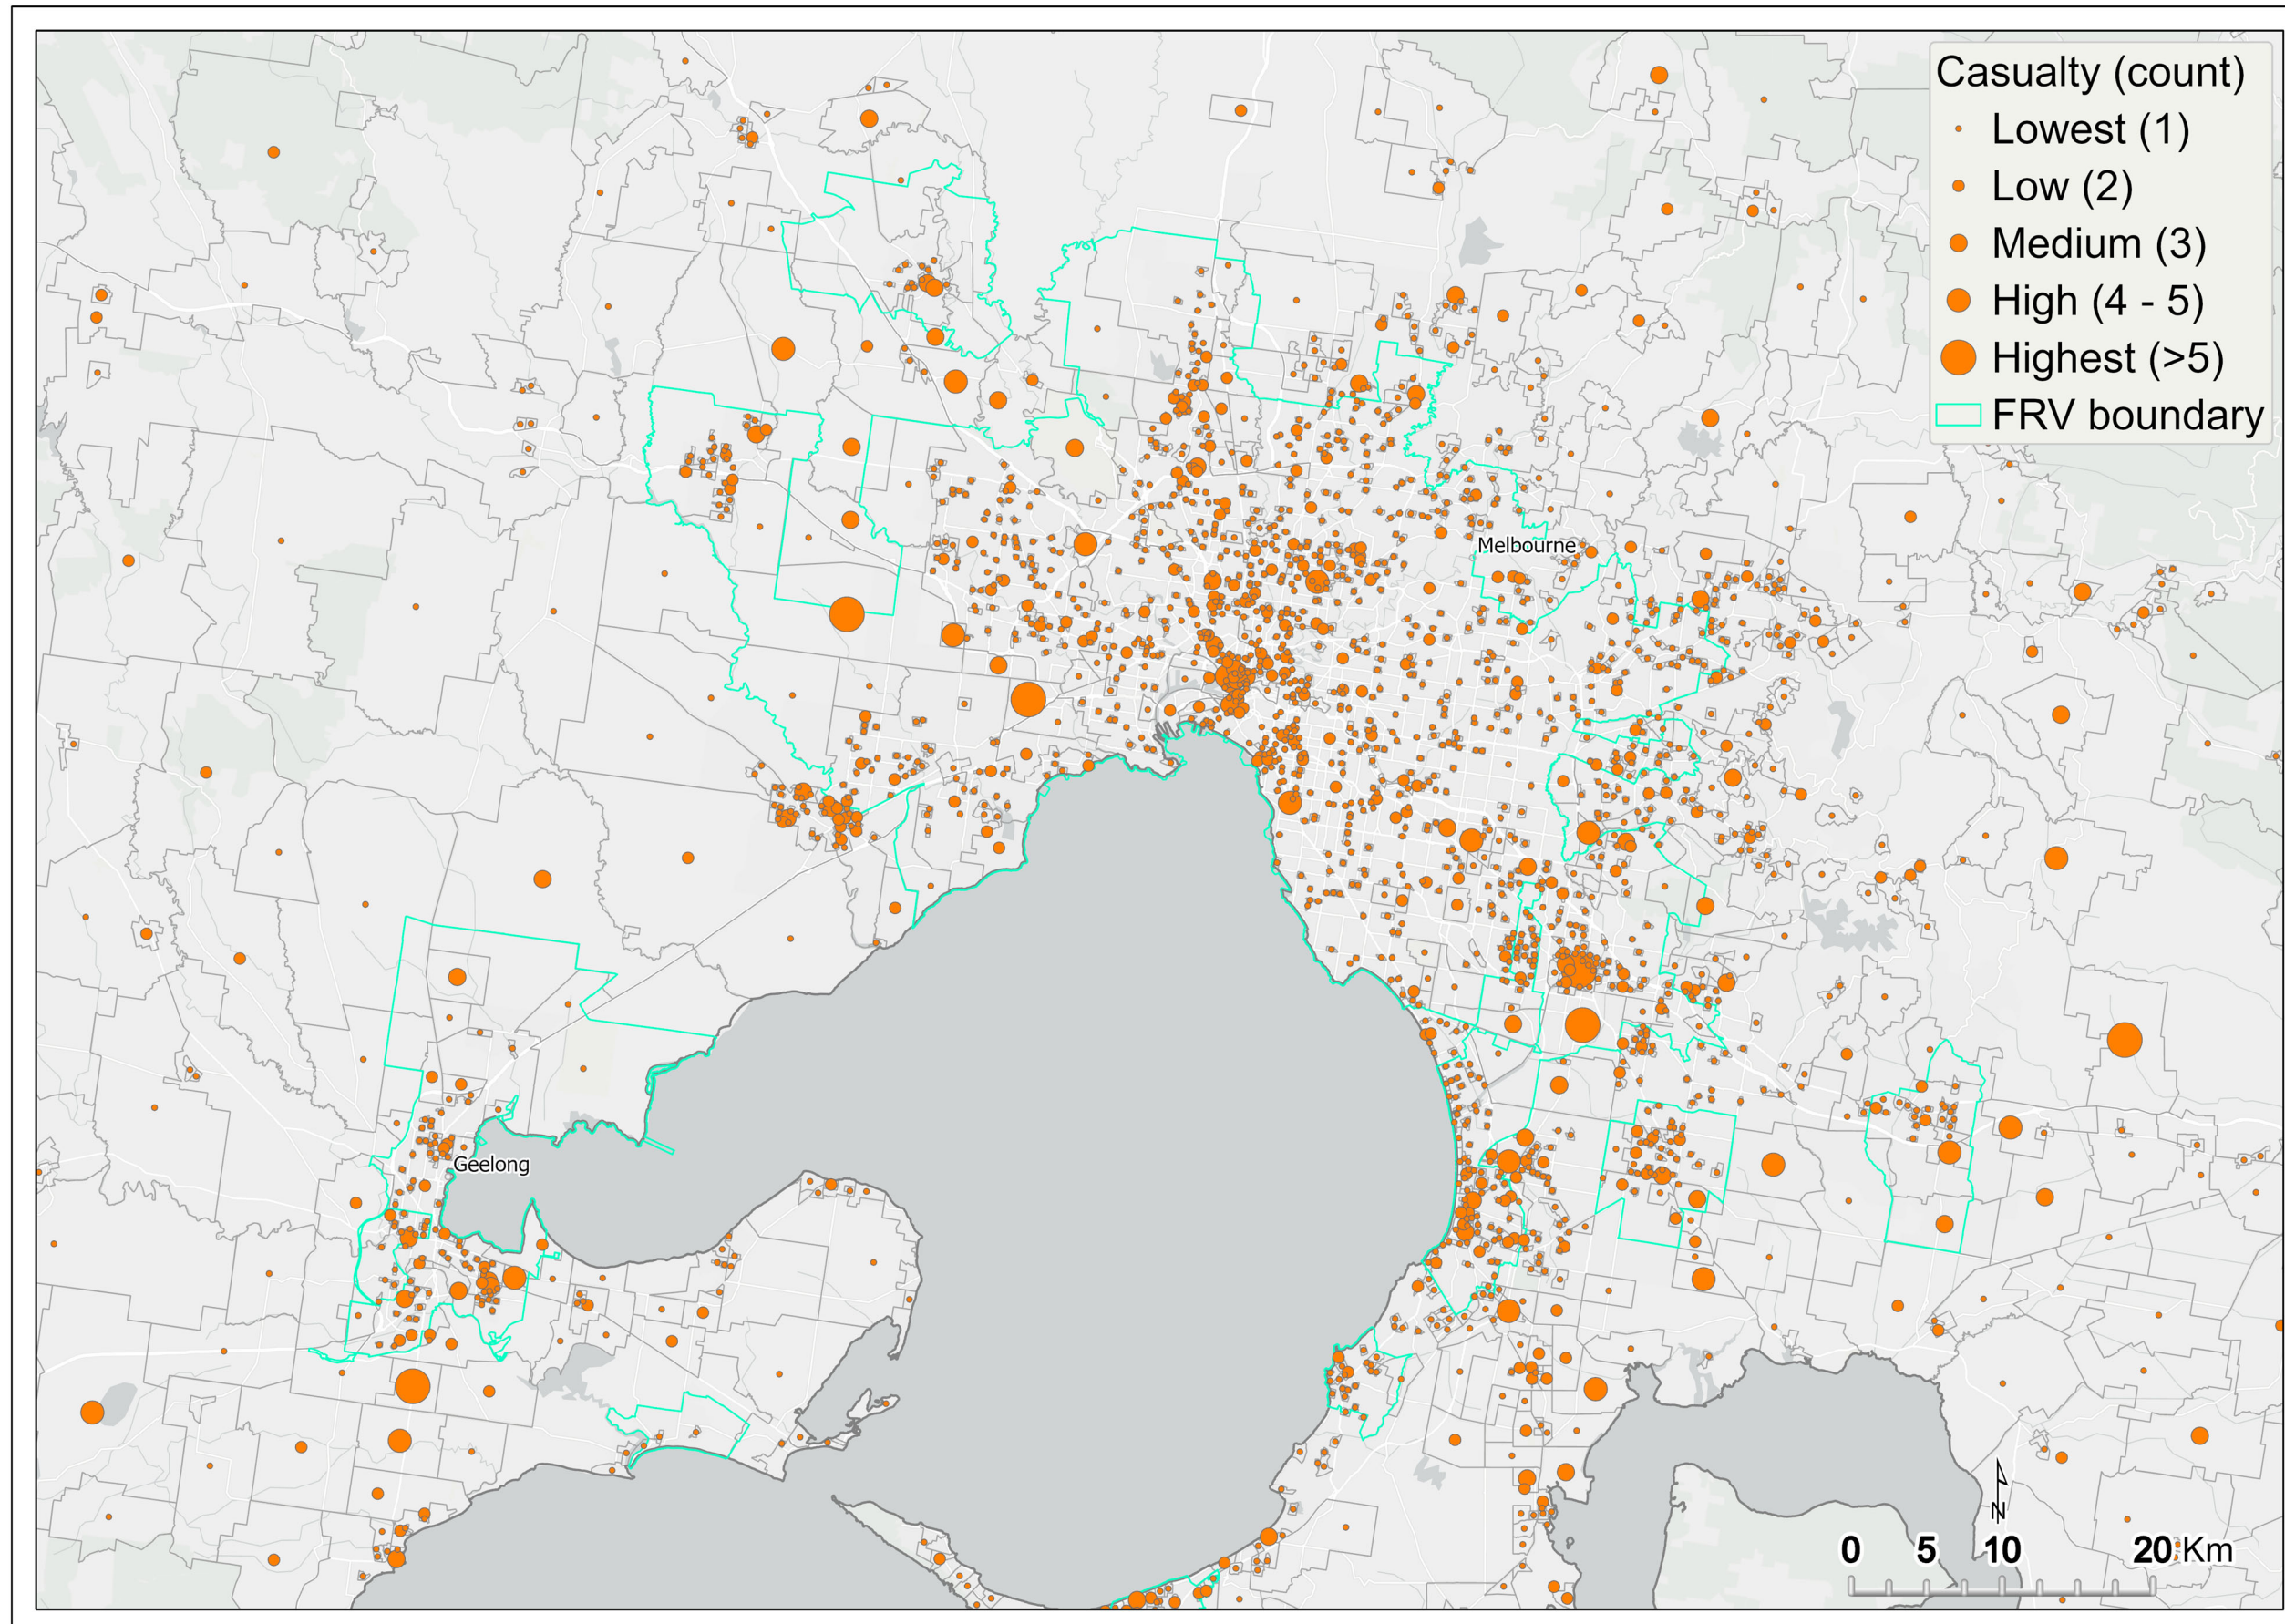 Casualty (count)
Lowest (1)
Low (2)
Medium (3)
High (4 - 5)
Highest (>5)
FRV boundary
Melbourne
Geelong
N
0 5 10 20 Km